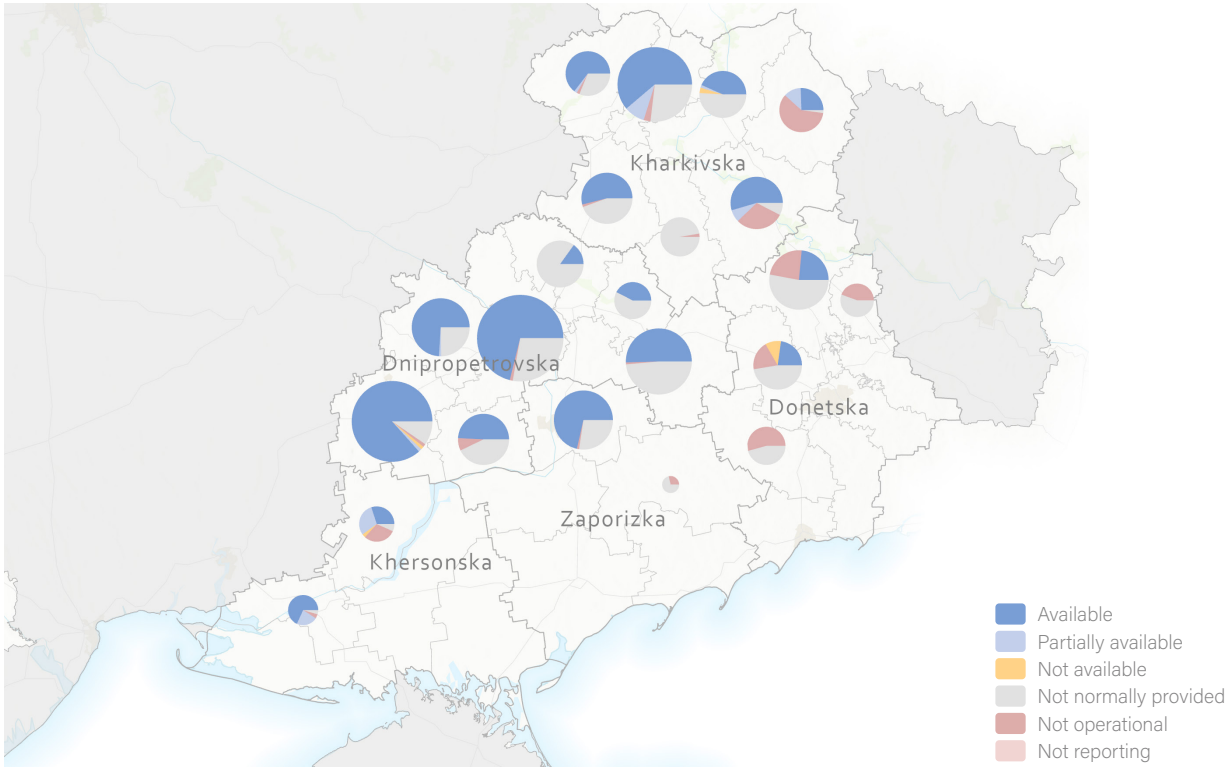 Kharkivska
Dnipropetrovska
Donetska
Zaporizka
Khersonska
Available
Partially available
Not available
Not normally provided
Not operational
Not reporting